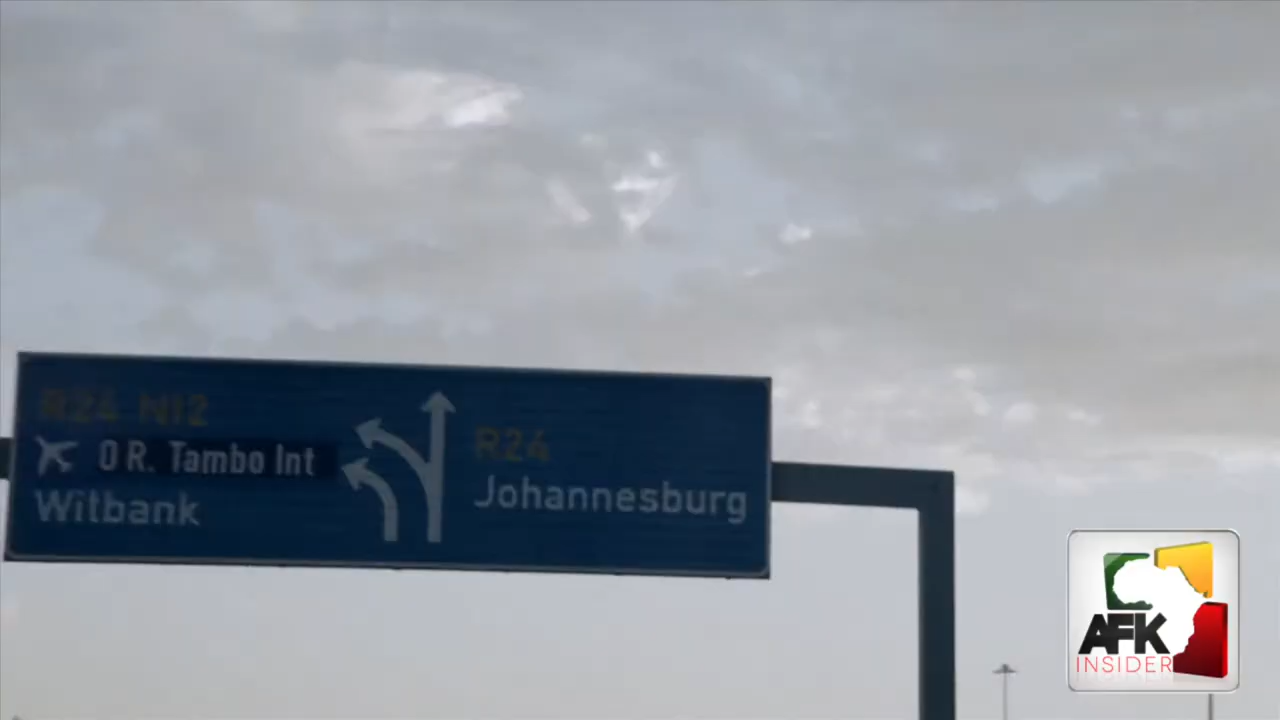 R24 N12
O R. Tambo Int
Witbank
R24
Johannesburg
AFK
INSIDER